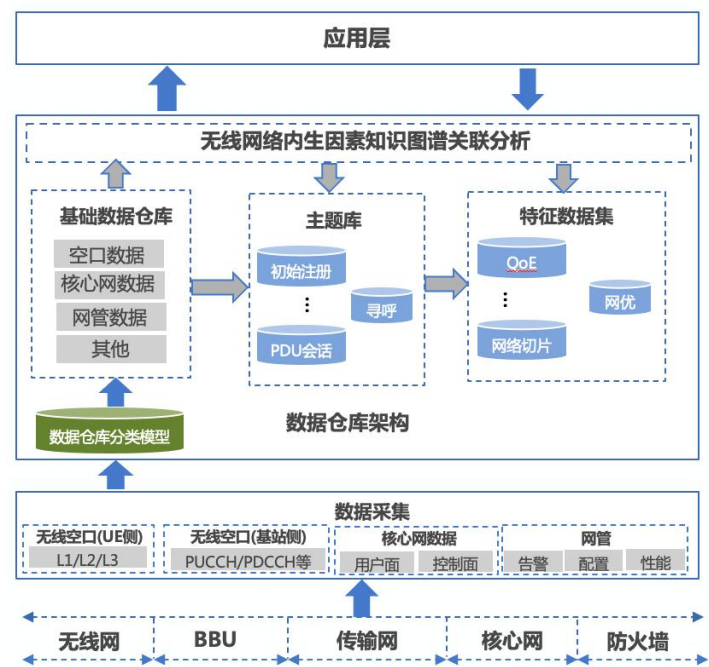 应用层
无线网络内生因素知识图谱关联分析
基础数据仓库
空口数据
核心网数据
网管数据
其他
主题库
初始注册
⋮
寻呼
PDU会话
特征数据集
QoE
⋮
网优
网络切片
数据仓库分类模型
数据仓库架构
数据采集
无线空口(UE侧)
L1/L2/L3
无线空口(基站侧)
PUCCH/PDCCH等
核心网数据
用户面 控制面
网管
告警 配置 性能
无线网 BBU 传输网 核心网 防火墙